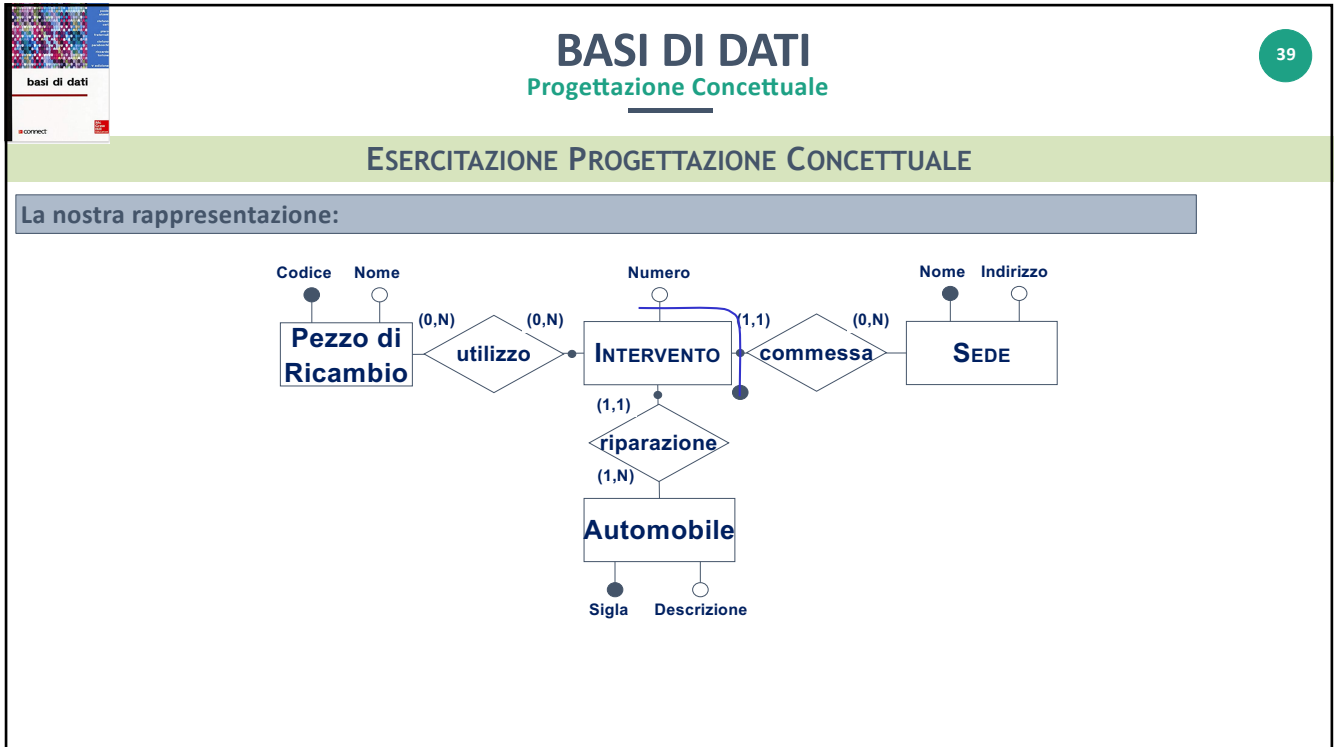 basi di dati
connect
BASI DI DATI
Progettazione Concettuale
39
ESERCITAZIONE PROGETTAZIONE CONCETTUALE
La nostra rappresentazione:
Codice Nome
Numero
Nome Indirizzo
(0,N) (0,N)
(1,1) (0,N)
Pezzo di
Ricambio
utilizzo
INTERVENTO
commessa
SEDE
(1,1)
riparazione
(1,N)
Automobile
Sigla Descrizione